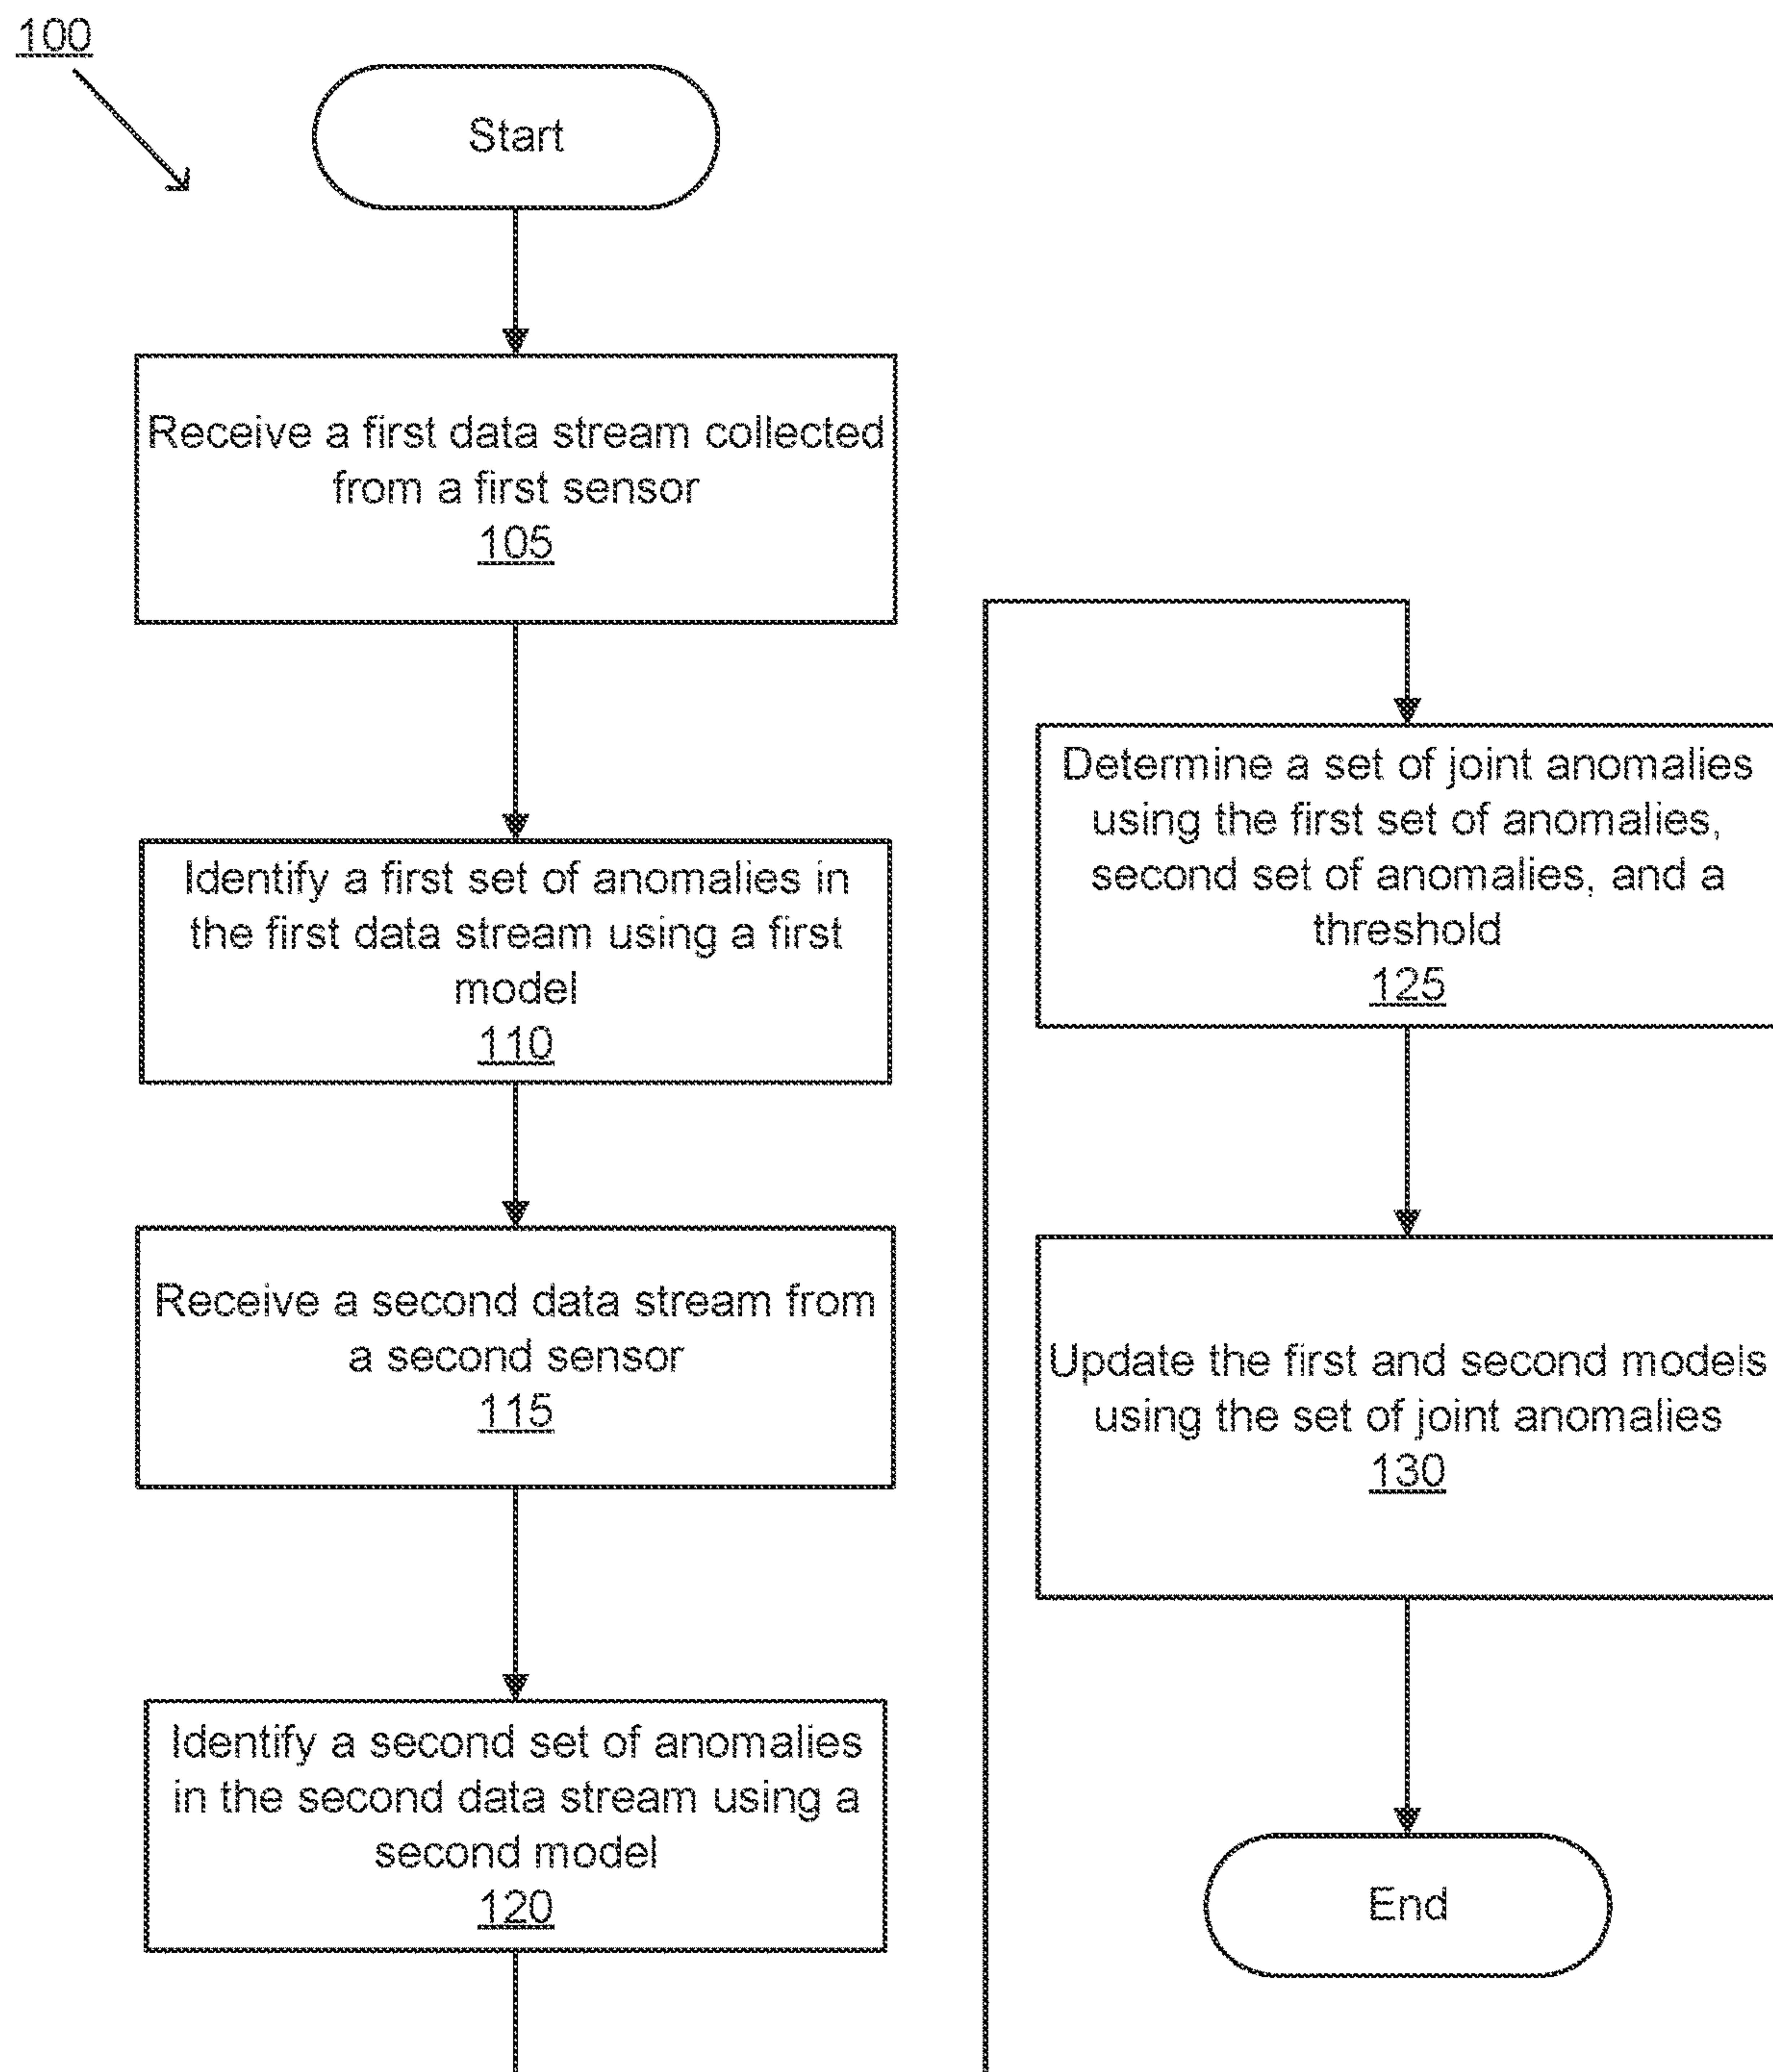 100
Start
Receive a first data stream collected
from a first sensor
105
Identify a first set of anomalies in
the first data stream using a first
model
110
Receive a second data stream from
a second sensor
115
Identify a second set of anomalies
in the second data stream using a
second model
120
Determine a set of joint anomalies
using the first set of anomalies,
second set of anomalies, and a
threshold
125
Update the first and second models
using the set of joint anomalies
130
End